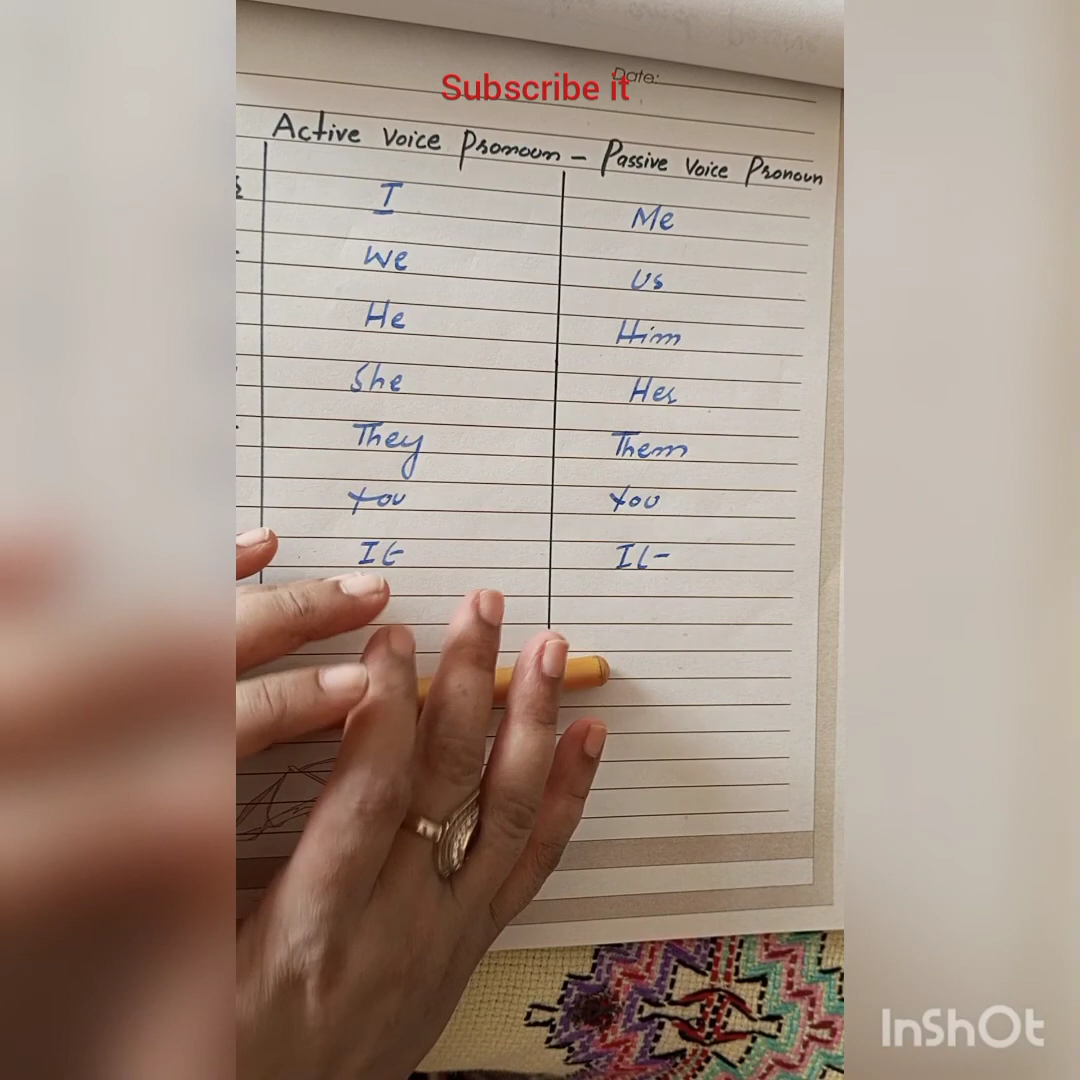 Date:
Subscribe it
Active Voice Pronoun - Passive Voice Pronoun
I Me
We Us
He Him
She Her
They Them
You You
It It
InShOt